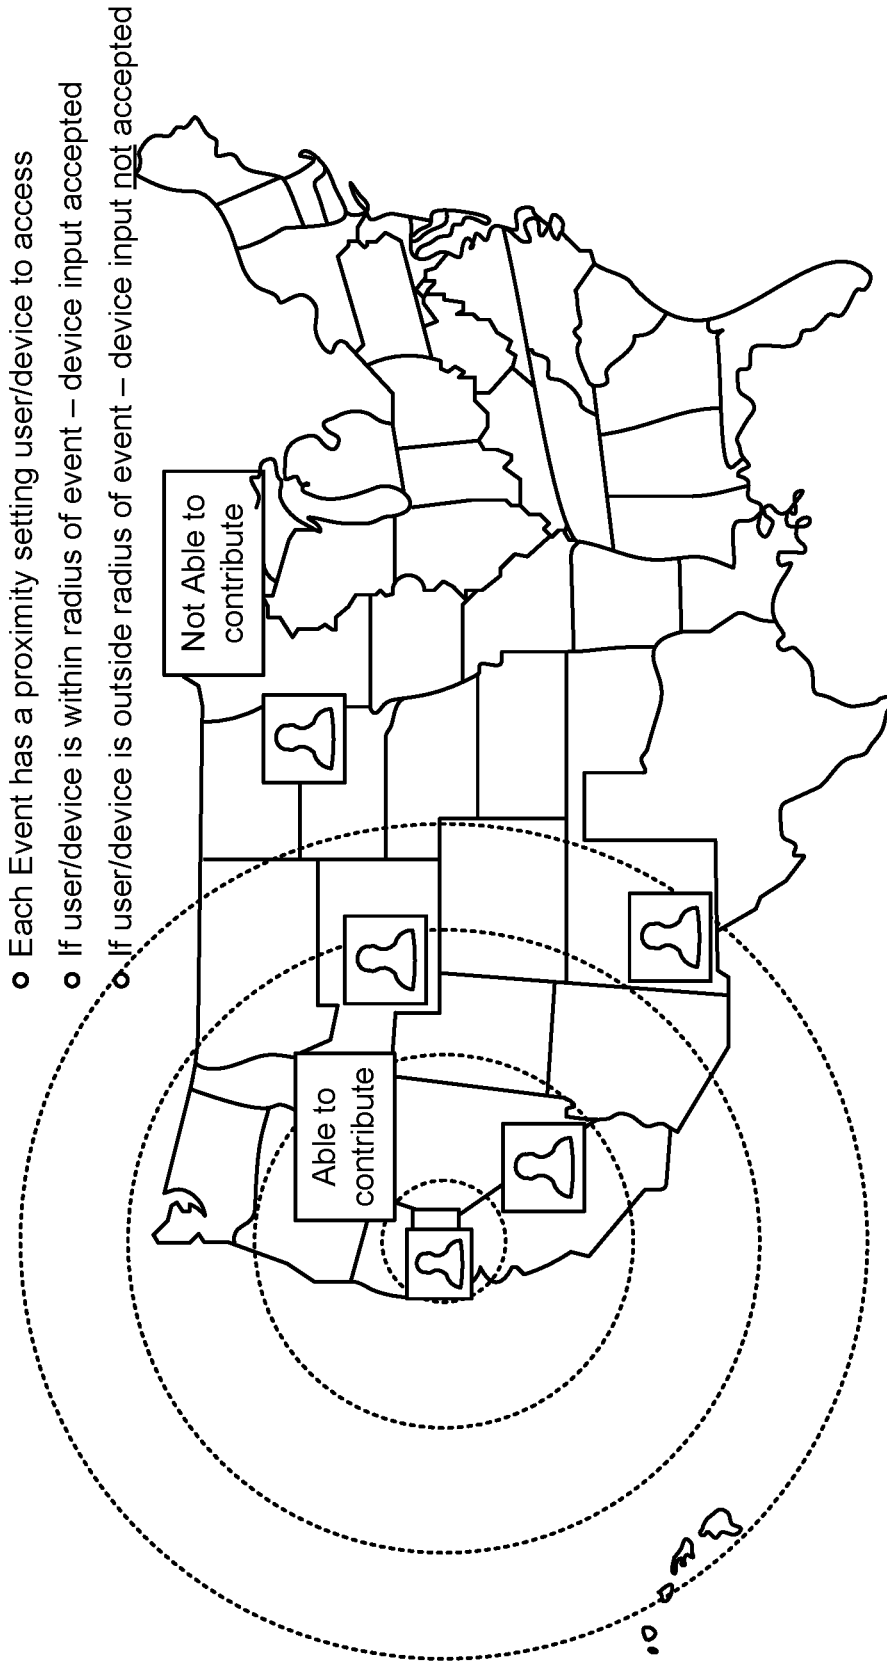 Each Event has a proximity setting user/device to access
If user/device is within radius of event – device input accepted
If user/device is outside radius of event – device input not accepted
Not Able to
contribute
Able to
contribute